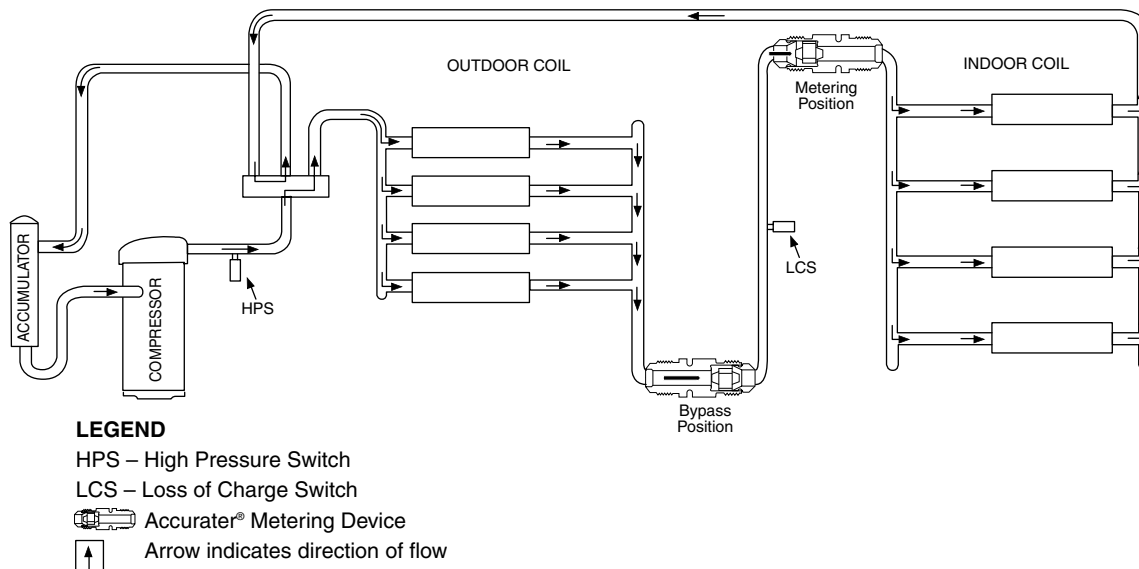 OUTDOOR COIL
INDOOR COIL
Metering
Position
ACCUMULATOR
COMPRESSOR
HPS
LCS
Bypass
Position
LEGEND
HPS – High Pressure Switch
LCS – Loss of Charge Switch
Accurater® Metering Device
Arrow indicates direction of flow